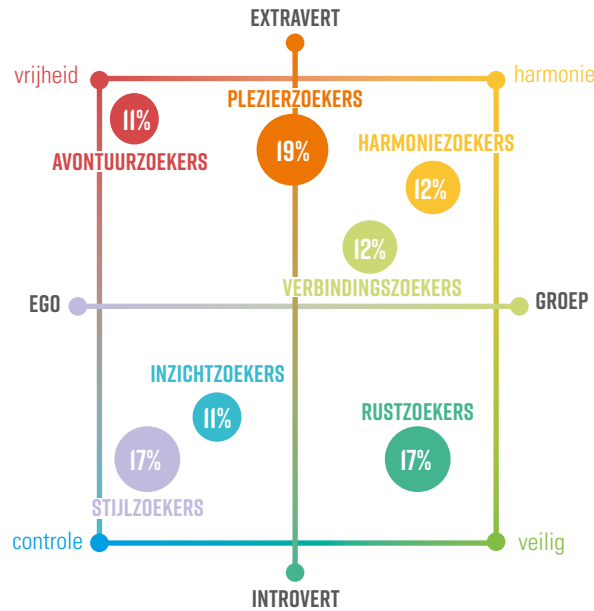 EXTRAVERT
vrijheid
harmonie
PLEZIERZOEKERS
11%
19%
HARMONIEZOEKERS
AVONTUURZOEKERS
12%
12%
VERBINDINGSZOEKERS
EGO
GROEP
INZICHTZOEKERS
11%
RUSTZOEKERS
17%
17%
STIJLZOEKERS
controle
veilig
INTROVERT